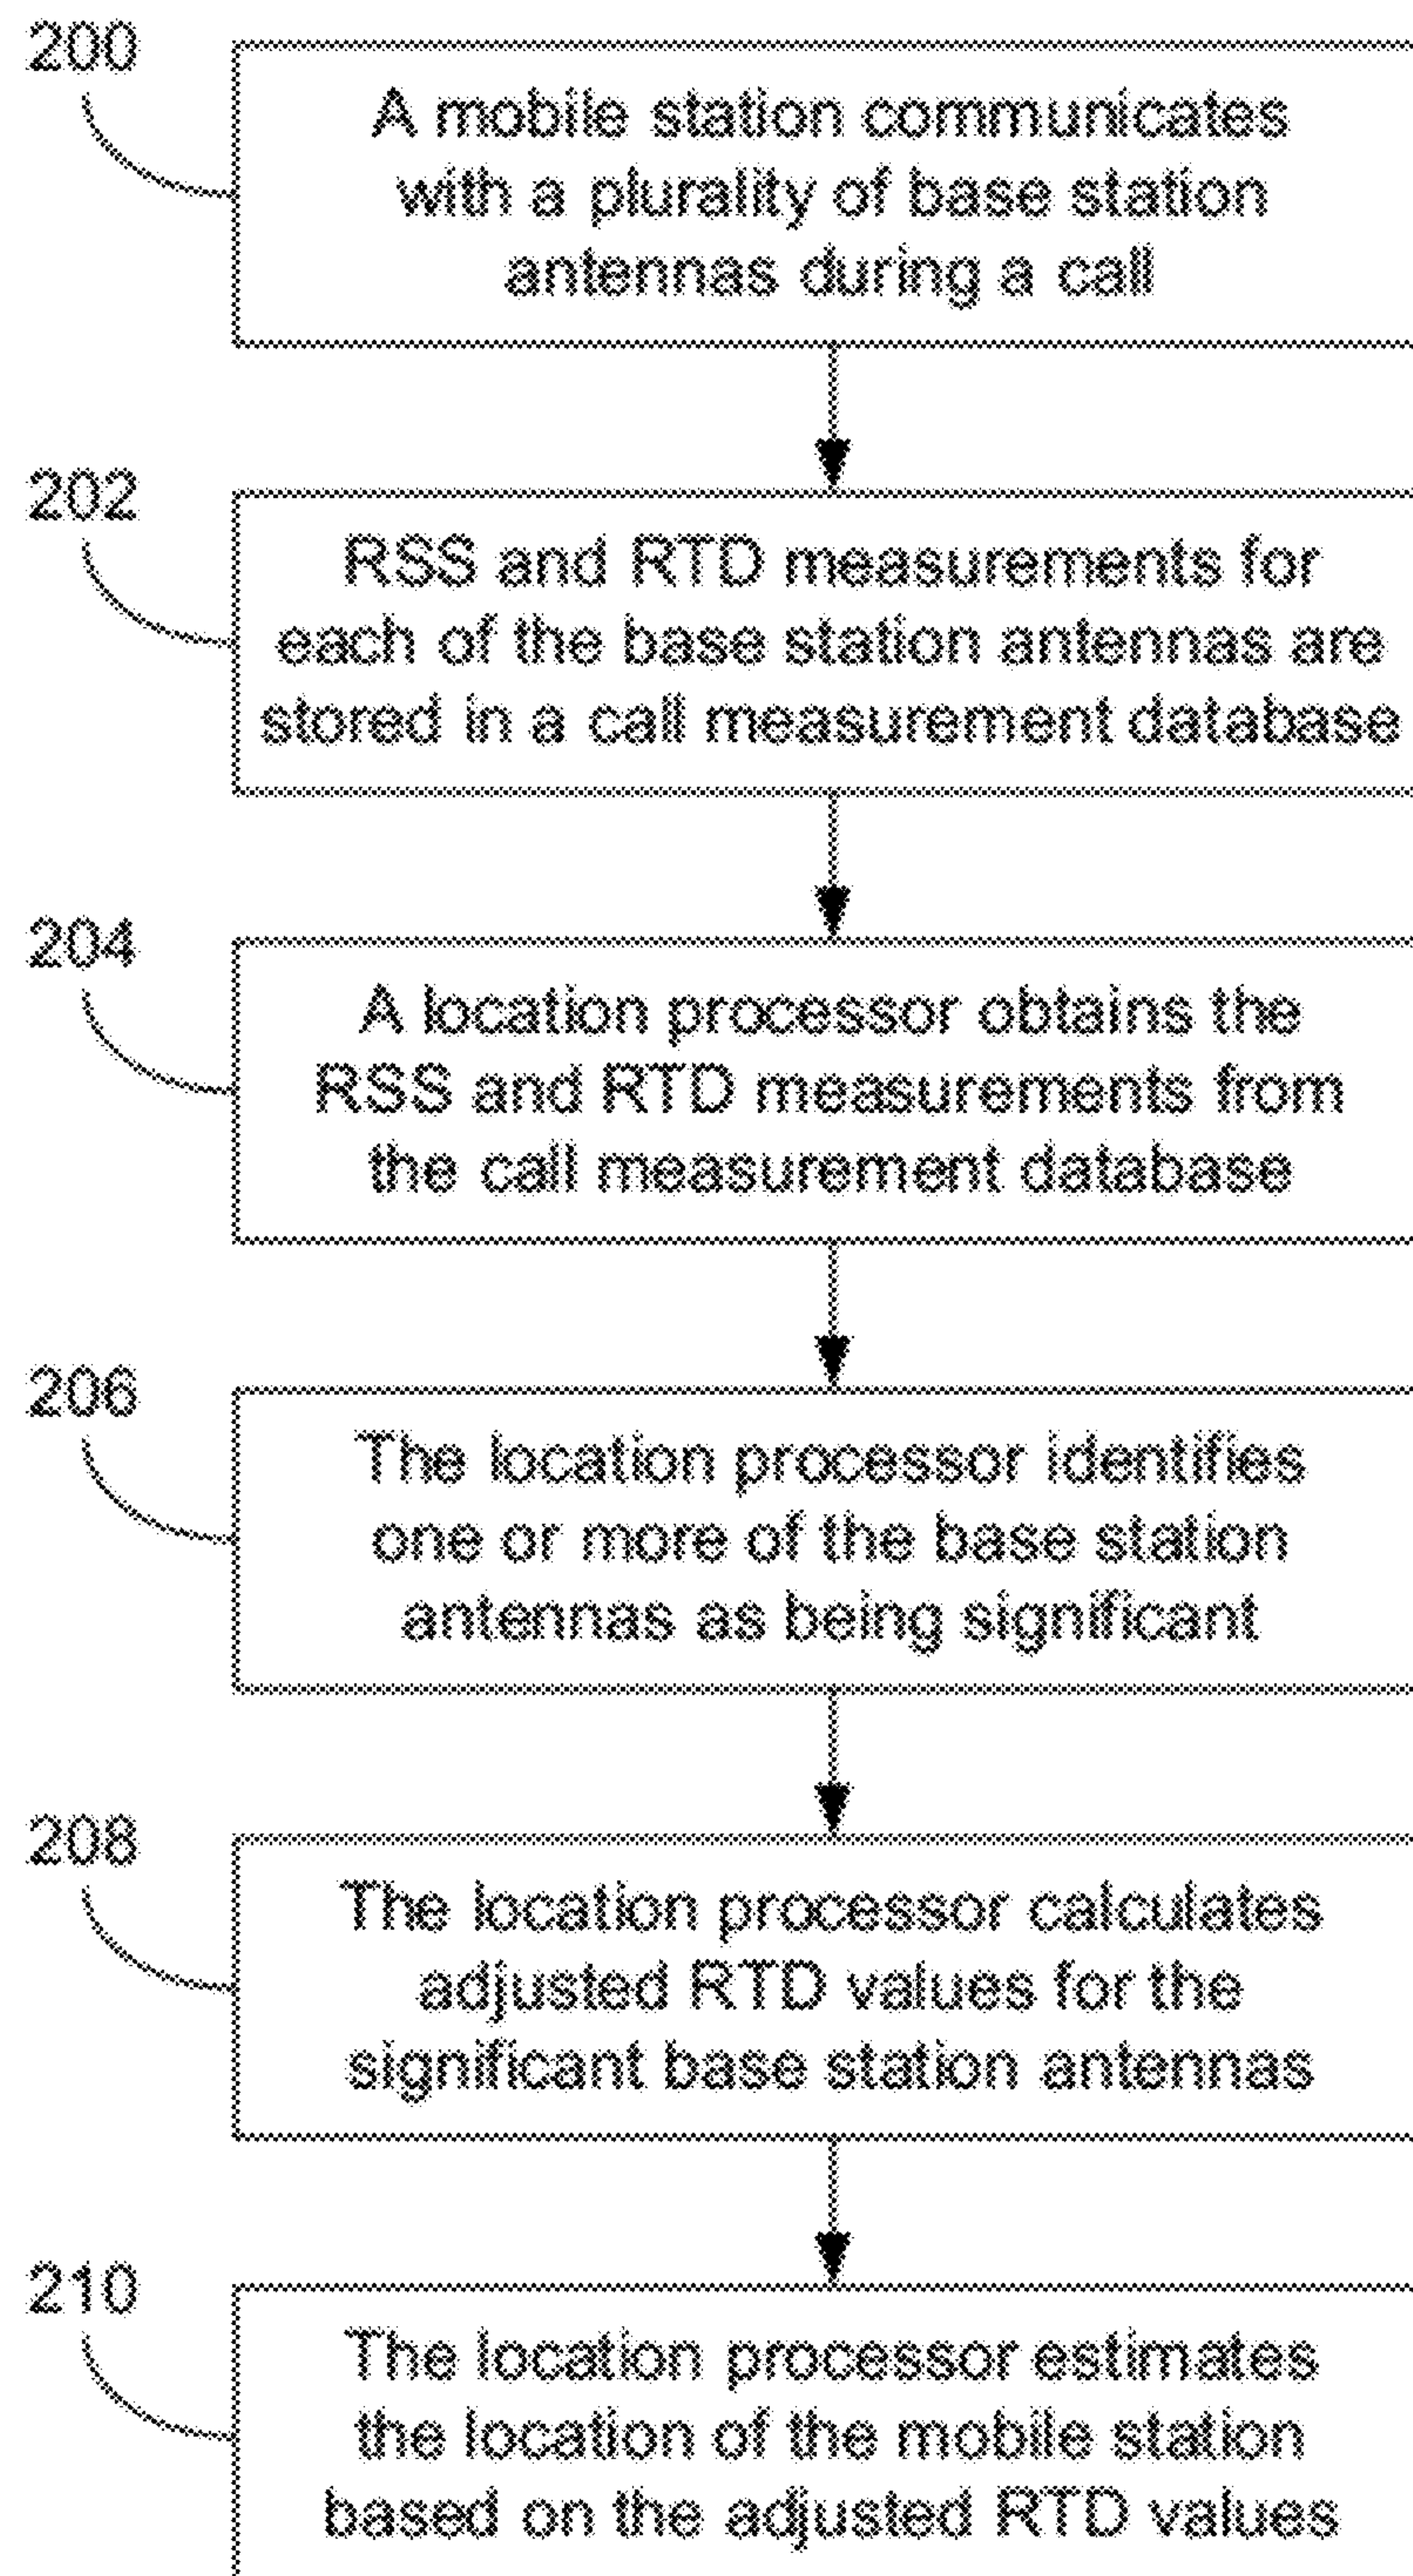 200
A mobile station communicates
with a plurality of base station
antennas during a call
202
RSS and RTD measurements for
each of the base station antennas are
stored in a call measurement database
204
A location processor obtains the
RSS and RTD measurements from
the call measurement database
206
The location processor identifies
one or more of the base station
antennas as being significant
208
The location processor calculates
adjusted RTD values for the
significant base station antennas
210
The location processor estimates
the location of the mobile station
based on the adjusted RTD values